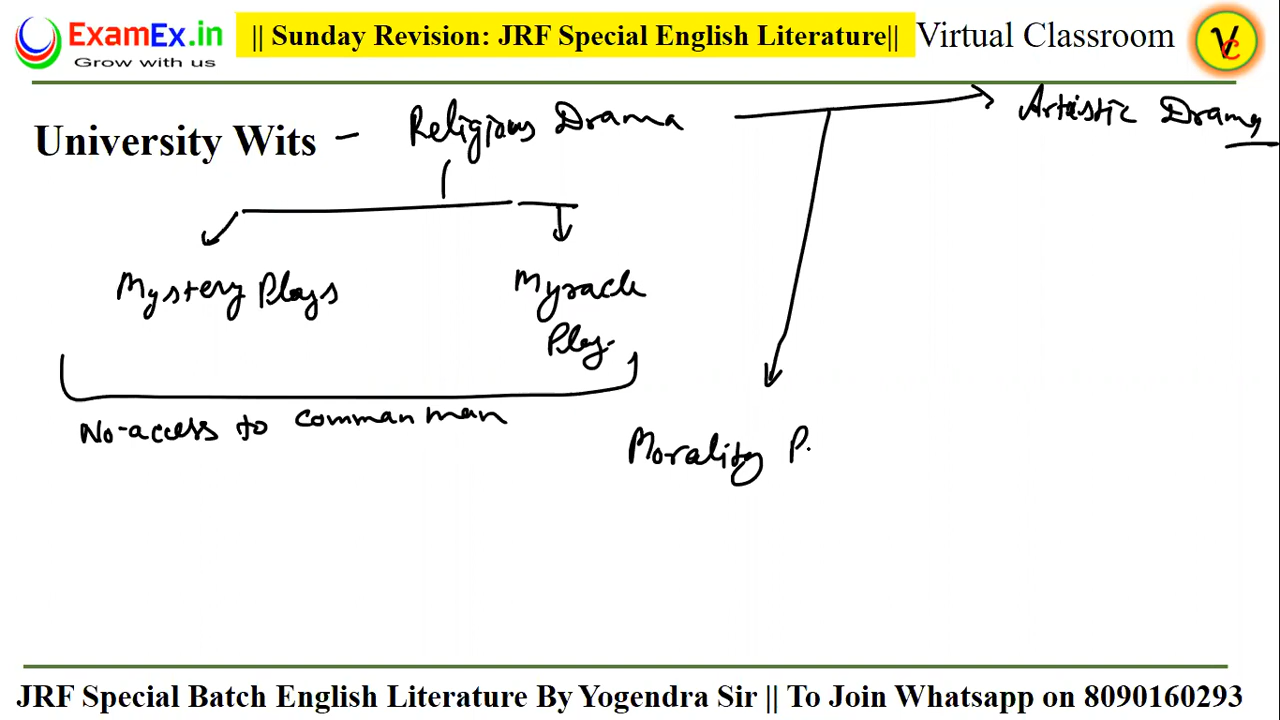 ExamEx.in
Grow with us
|| Sunday Revision: JRF Special English Literature||
Virtual Classroom
VC
University Wits - Religious Drama
Artistic Drama
Mystery Plays
Myracle
Play.
No-access to comman man
Morality P.
JRF Special Batch English Literature By Yogendra Sir || To Join Whatsapp on 8090160293